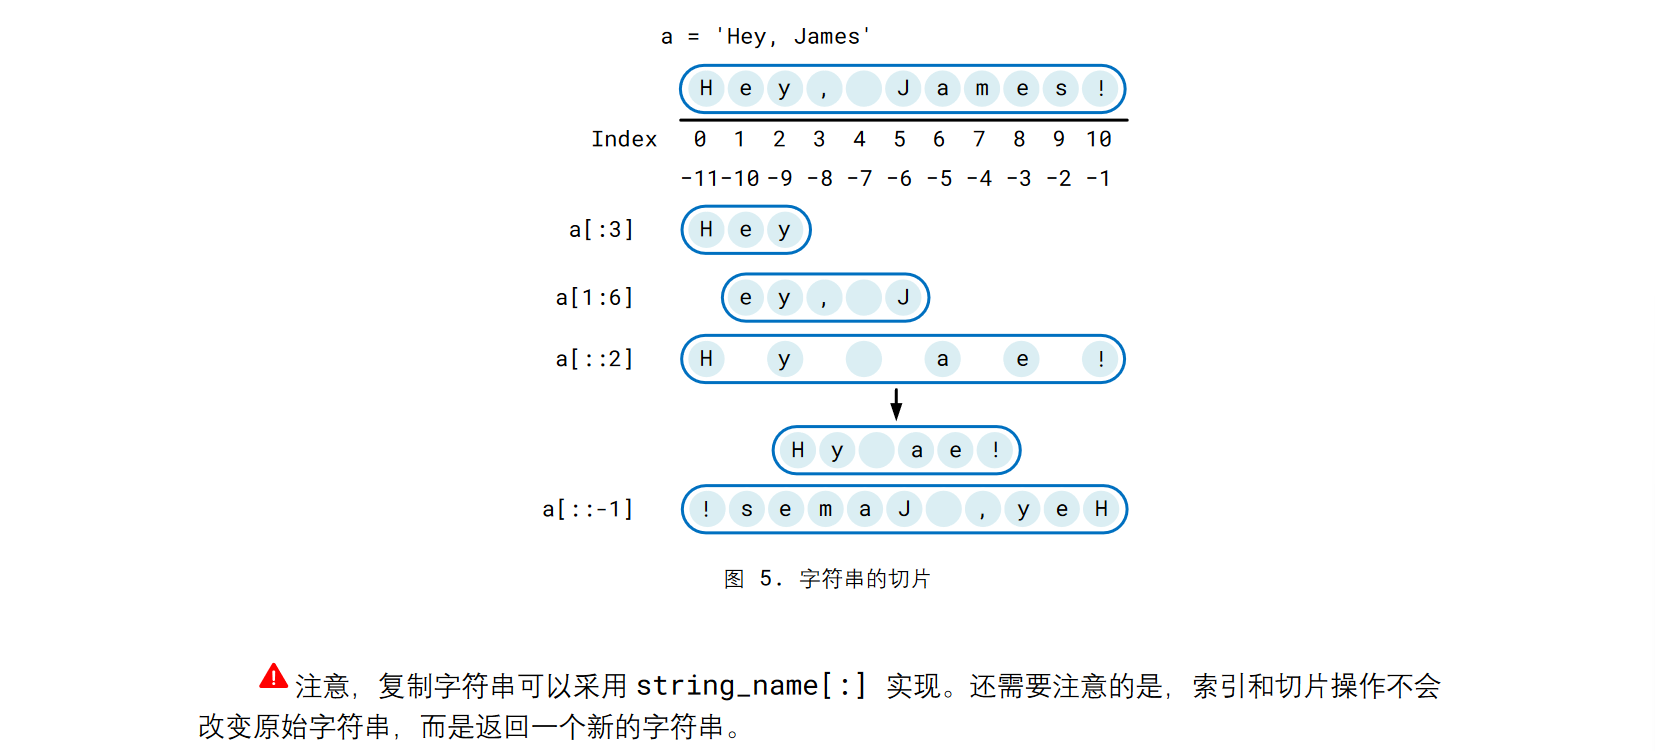 a = 'Hey, James'
H e y , J a m e s !
Index 0 1 2 3 4 5 6 7 8 9 10
-11-10 -9 -8 -7 -6 -5 -4 -3 -2 -1
a[:3] H e y
a[1:6] e y , J
a[::2] H y a e !
H y a e !
a[::-1] ! s e m a J , y e H
图 5. 字符串的切片
注意，复制字符串可以采用 string_name[:] 实现。还需要注意的是，索引和切片操作不会
改变原始字符串，而是返回一个新的字符串。